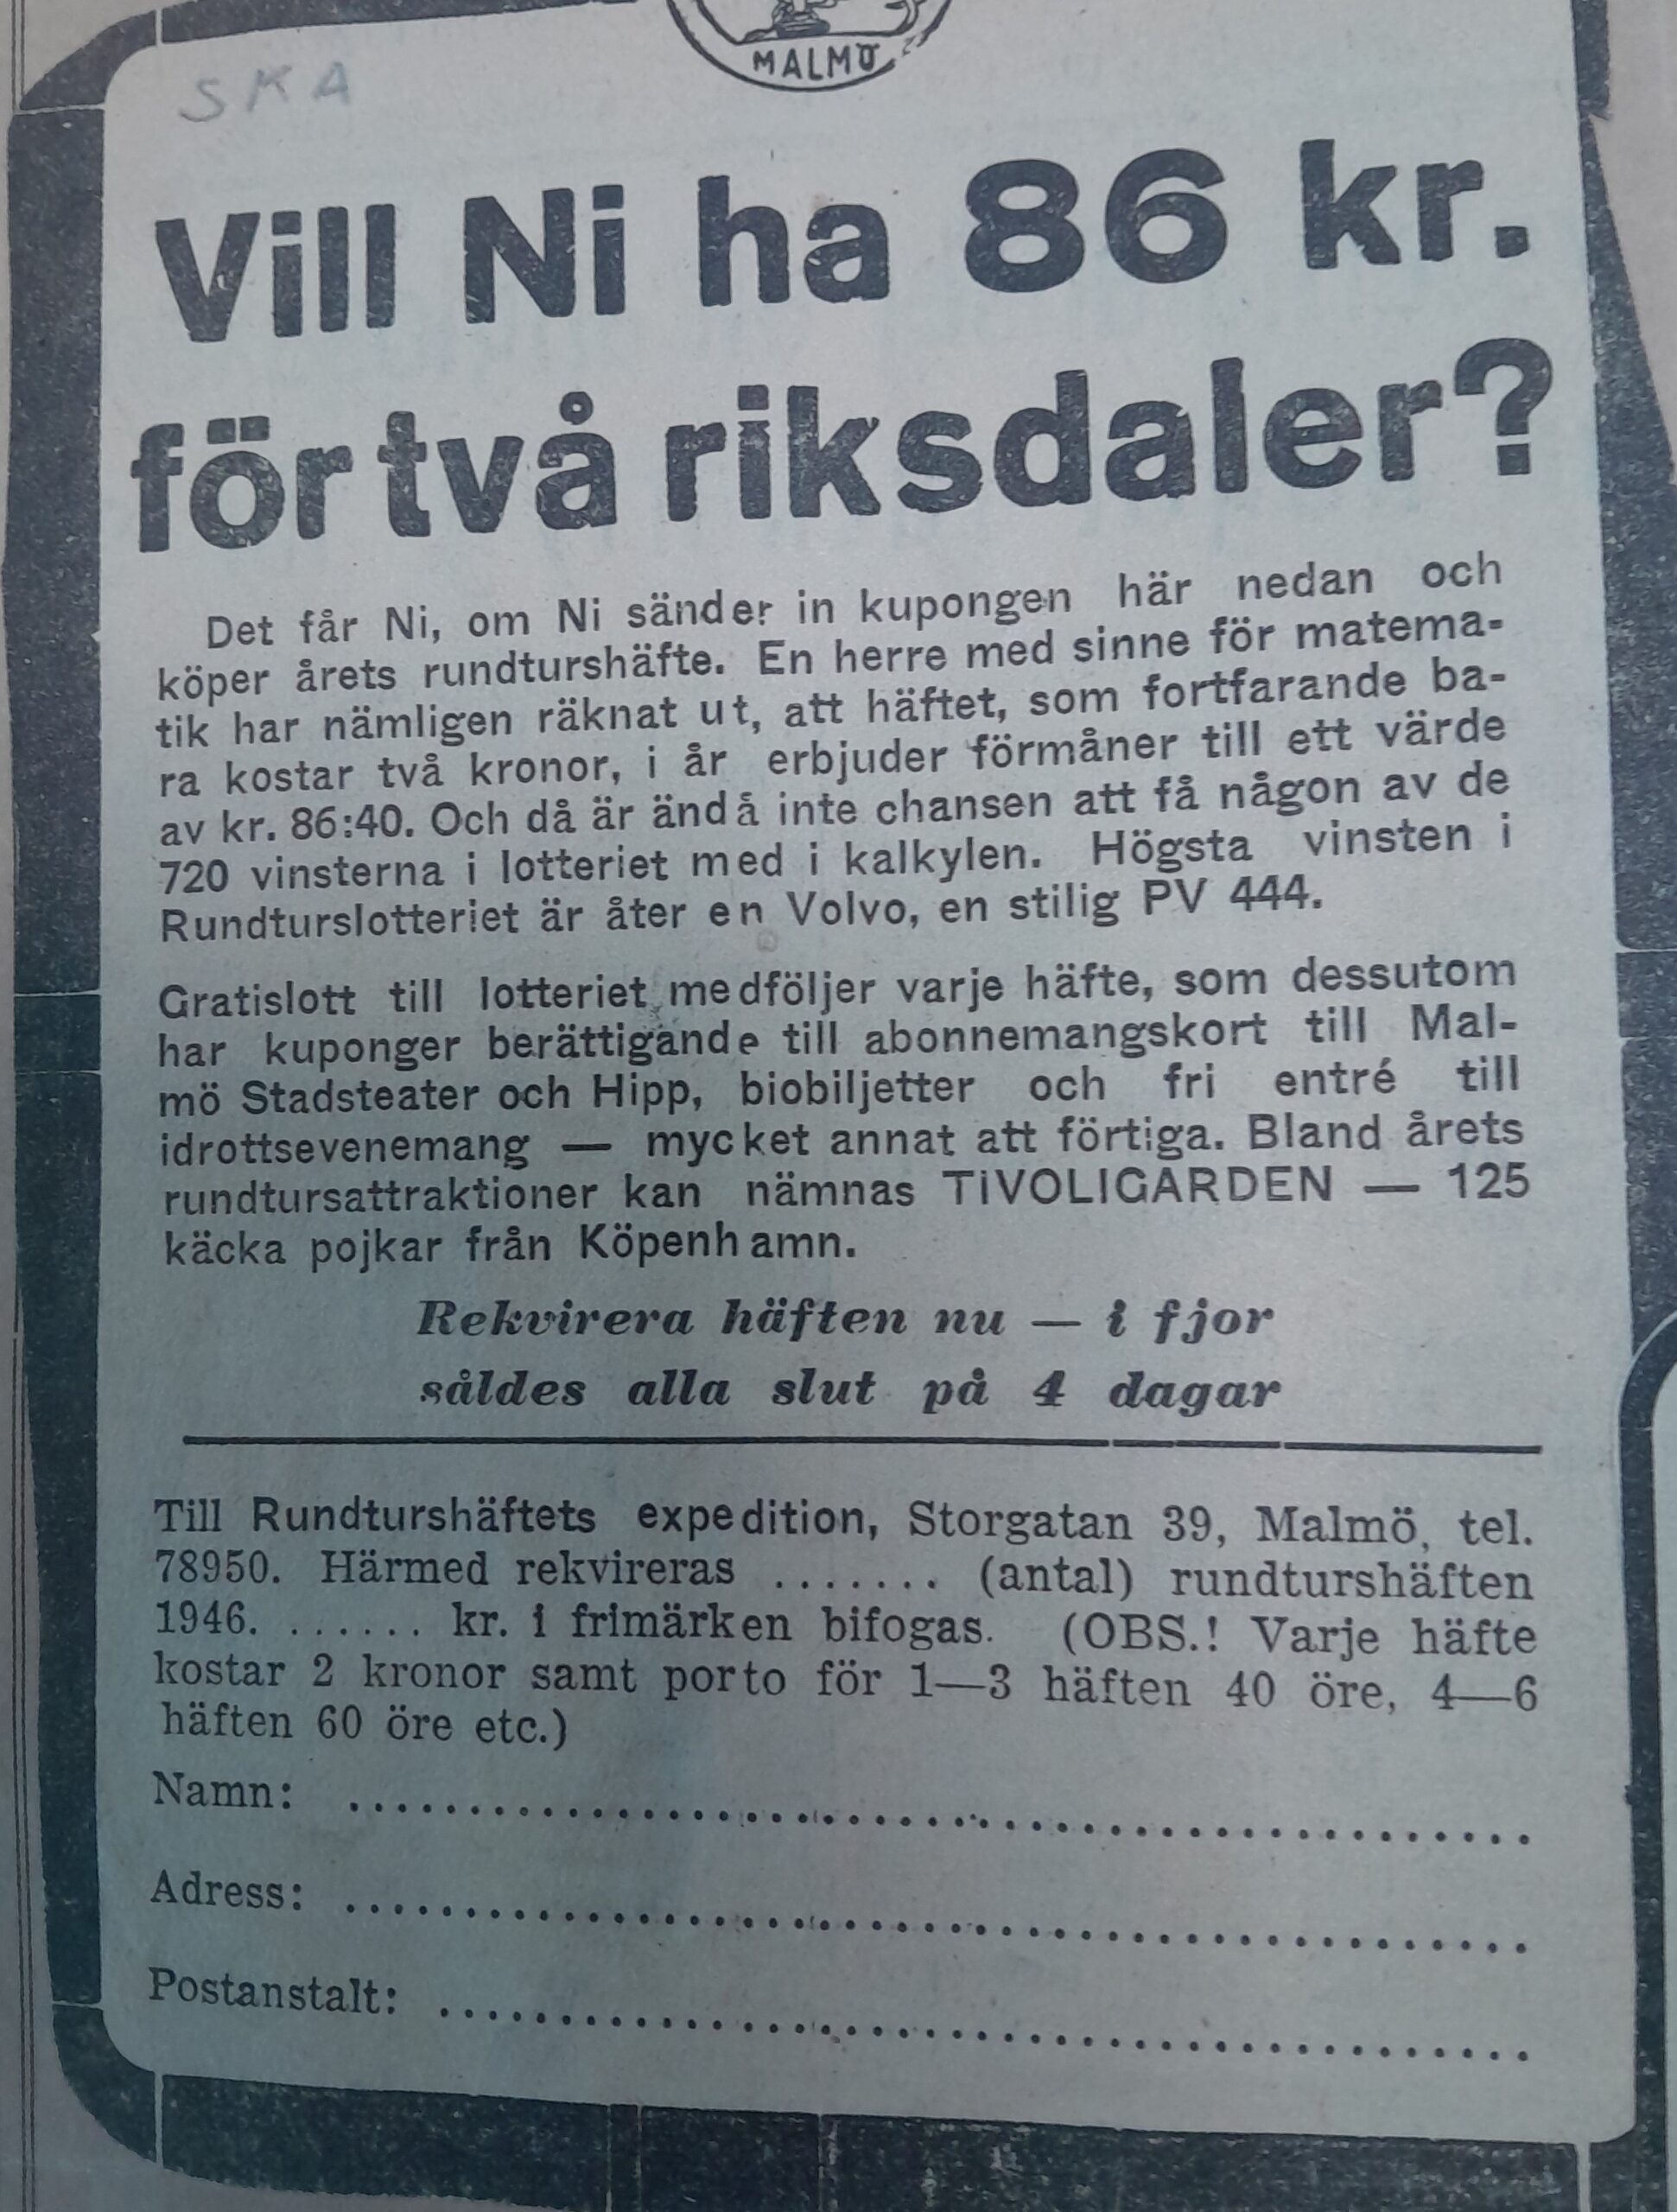 MALMÖ
SKA
Vill Ni ha 86 kr.
för två riksdaler?
Det får Ni, om Ni sänder in kupongen här nedan och
köper årets rundturshäfte. En herre med sinne för matema-
tik har nämligen räknat ut, att häftet, som fortfarande ba-
ra kostar två kronor, i år erbjuder förmåner till ett värde
av kr. 86:40. Och då är ändå inte chansen att få någon av de
720 vinsterna i lotteriet med i kalkylen. Högsta vinsten i
Rundturslotteriet är åter en Volvo, en stilig PV 444.
Gratislott till lotteriet medföljer varje häfte, som dessutom
har kuponger berättigande till abonnemangskort till Mal-
mö Stadsteater och Hipp, biobiljetter och fri entré till
idrottsevenemang — mycket annat att förtiga. Bland årets
rundtursattraktioner kan nämnas TiVOLIGARDEN — 125
käcka pojkar från Köpenhamn.
Rekvirera häften nu — i fjor
såldes alla slut på 4 dagar
Till Rundturshäftets expedition, Storgatan 39, Malmö, tel.
78950. Härmed rekvireras ....... (antal) rundturshäften
1946. ...... kr. i frimärken bifogas. (OBS.! Varje häfte
kostar 2 kronor samt porto för 1—3 häften 40 öre, 4—6
häften 60 öre etc.)
Namn: ................................................
Adress: ................................................
Postanstalt: ............................................